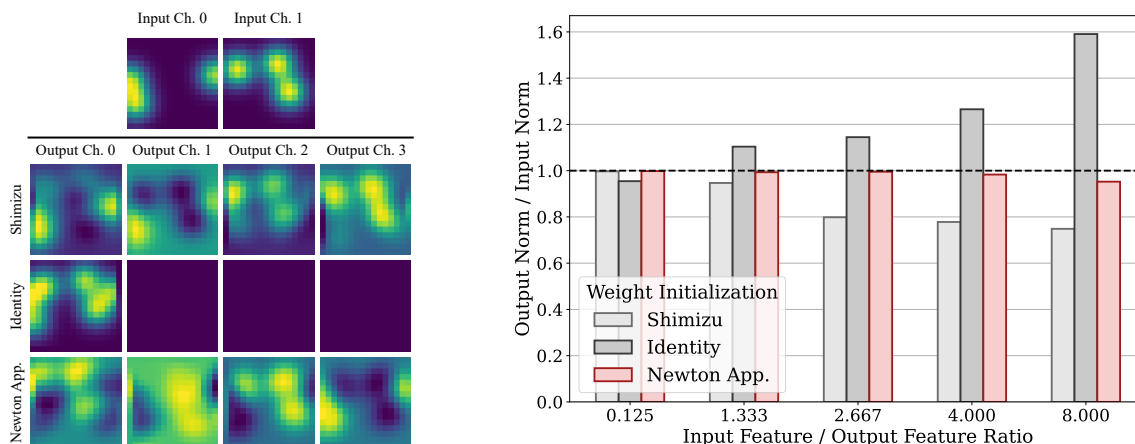 Input Ch. 0 Input Ch. 1
Output Ch. 0 Output Ch. 1 Output Ch. 2 Output Ch. 3
Shimizu
Identity
Newton App.
Output Norm / Input Norm
1.6
1.4
1.2
1.0
0.8
0.6
0.4
0.2
0.0
Weight Initialization
Shimizu
Identity
Newton App.
0.125 1.333 2.667 4.000 8.000
Input Feature / Output Feature Ratio